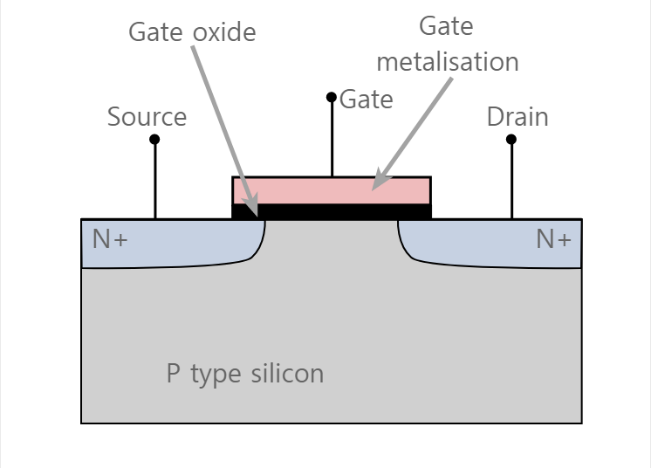 Gate oxide
Gate
metalisation
Gate
Source
Drain
N+
N+
P type silicon